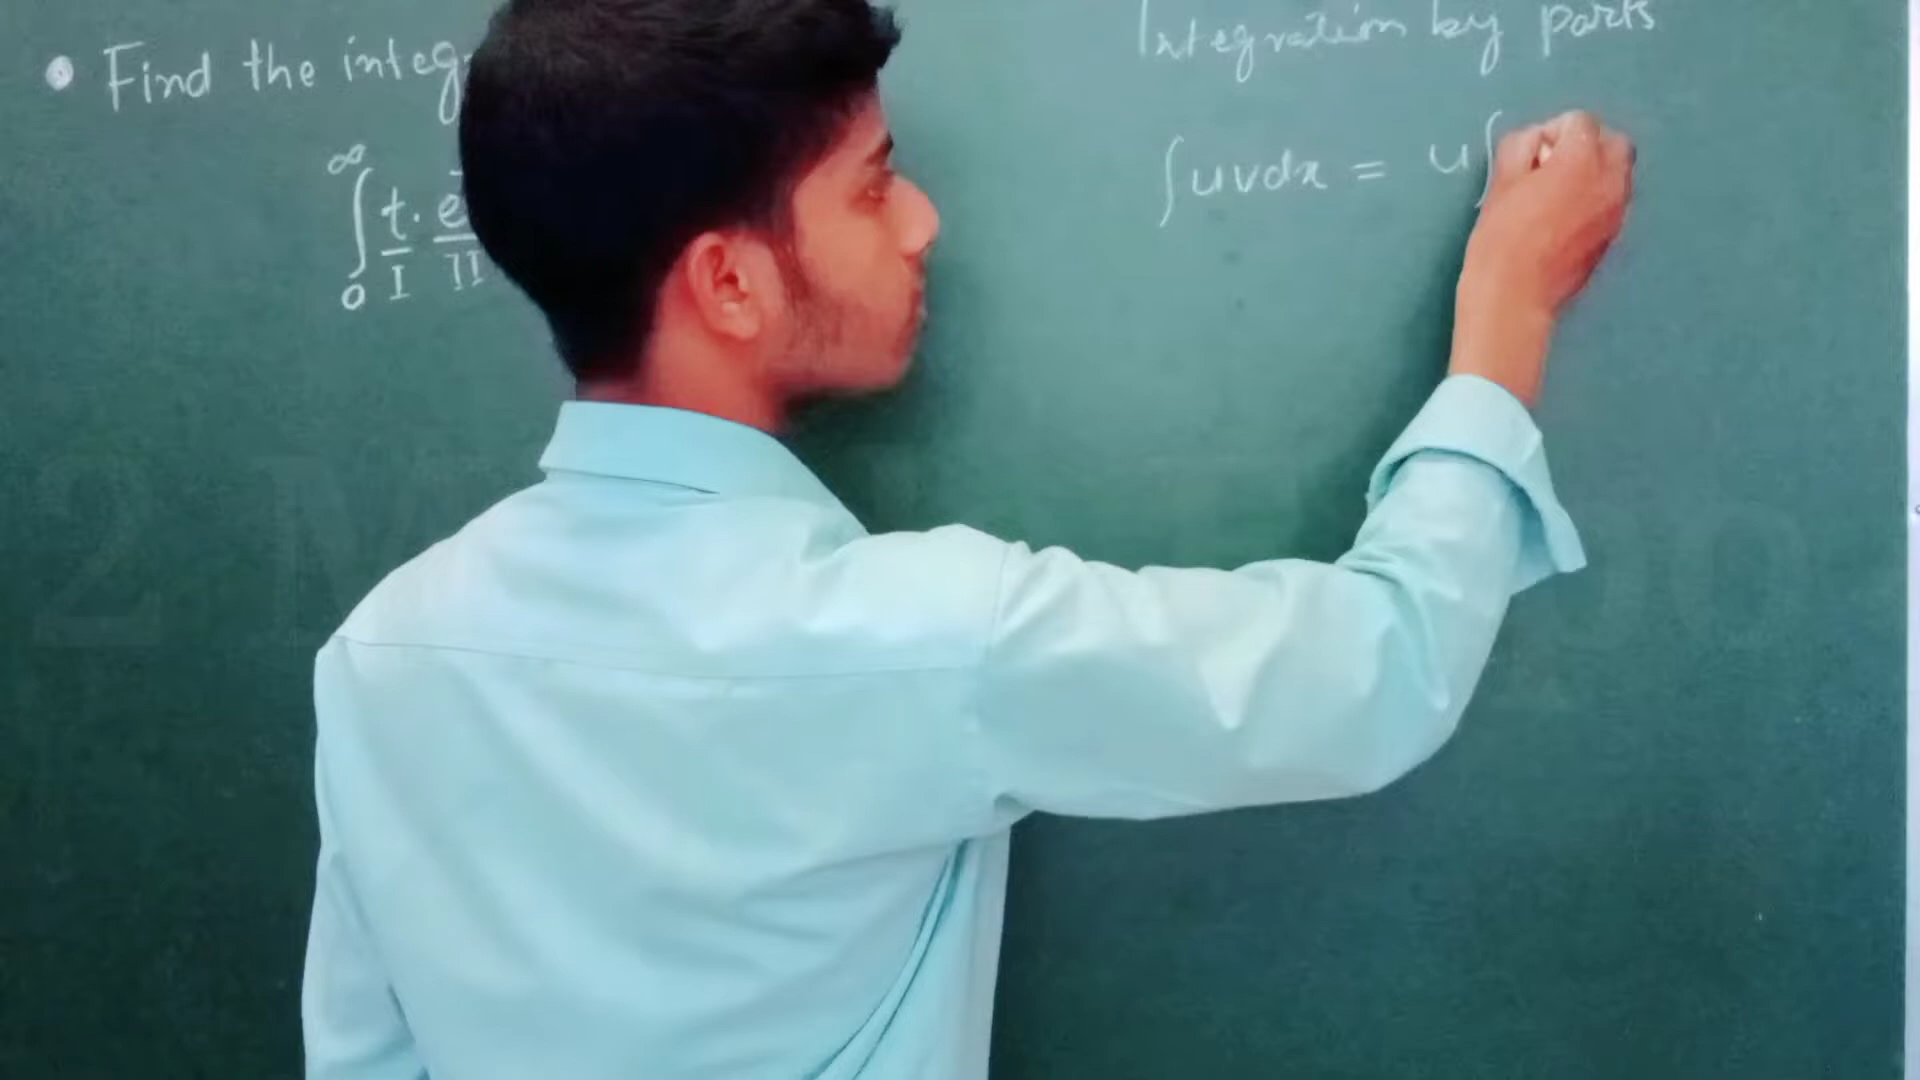 • Find the integ
Integration by parts
∫uvdx = u∫
∞
∫ t. e
0 I II